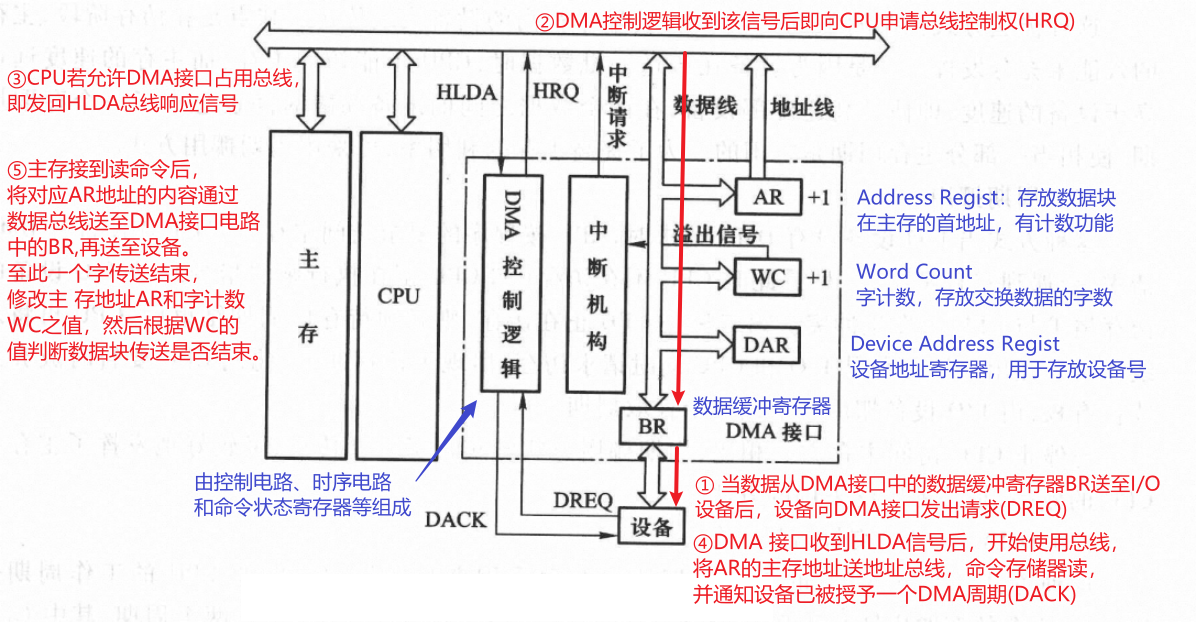 ②DMA控制逻辑收到该信号后即向CPU申请总线控制权(HRQ)
③CPU若允许DMA接口占用总线，
即发回HLDA总线响应信号
HLDA
HRQ
中断请求
数据线
地址线
⑤主存接到读命令后，
将对应AR地址的内容通过
数据总线送至DMA接口电路
中的BR,再送至设备。
至此一个字传送结束，
修改主 存地址AR和字计数
WC之值，然后根据WC的
值判断数据块传送是否结束。
主存
CPU
DMA控制逻辑
中断机构
AR
+1
Address Regist：存放数据块
在主存的首地址，有计数功能
溢出信号
WC
+1
Word Count
字计数，存放交换数据的字数
DAR
Device Address Regist
设备地址寄存器，用于存放设备号
数据缓冲寄存器
BR
DMA 接口
由控制电路、时序电路
和命令状态寄存器等组成
DACK
DREQ
设备
① 当数据从DMA接口中的数据缓冲寄存器BR送至I/O
设备后，设备向DMA接口发出请求(DREQ)
④DMA 接口收到HLDA信号后，开始使用总线，
将AR的主存地址送地址总线，命令存储器读，
并通知设备已被授予一个DMA周期(DACK)